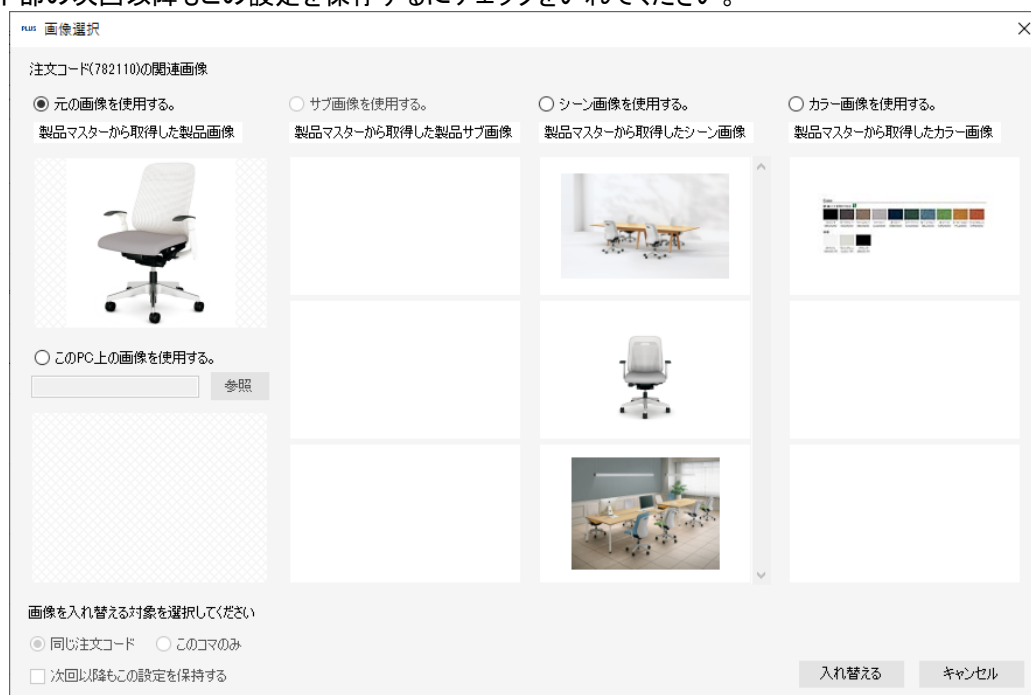 下部の次回以降もこの設定を保存するにチェックをいれてください。
PLUS 画像選択
注文コード(782110)の関連画像
元の画像を使用する。
製品マスターから取得した製品画像
サブ画像を使用する。
製品マスターから取得した製品サブ画像
シーン画像を使用する。
製品マスターから取得したシーン画像
カラー画像を使用する。
製品マスターから取得したカラー画像
このPC上の画像を使用する。
参照
画像を入れ替える対象を選択してください
同じ注文コード
このコマのみ
次回以降もこの設定を保持する
入れ替える
キャンセル